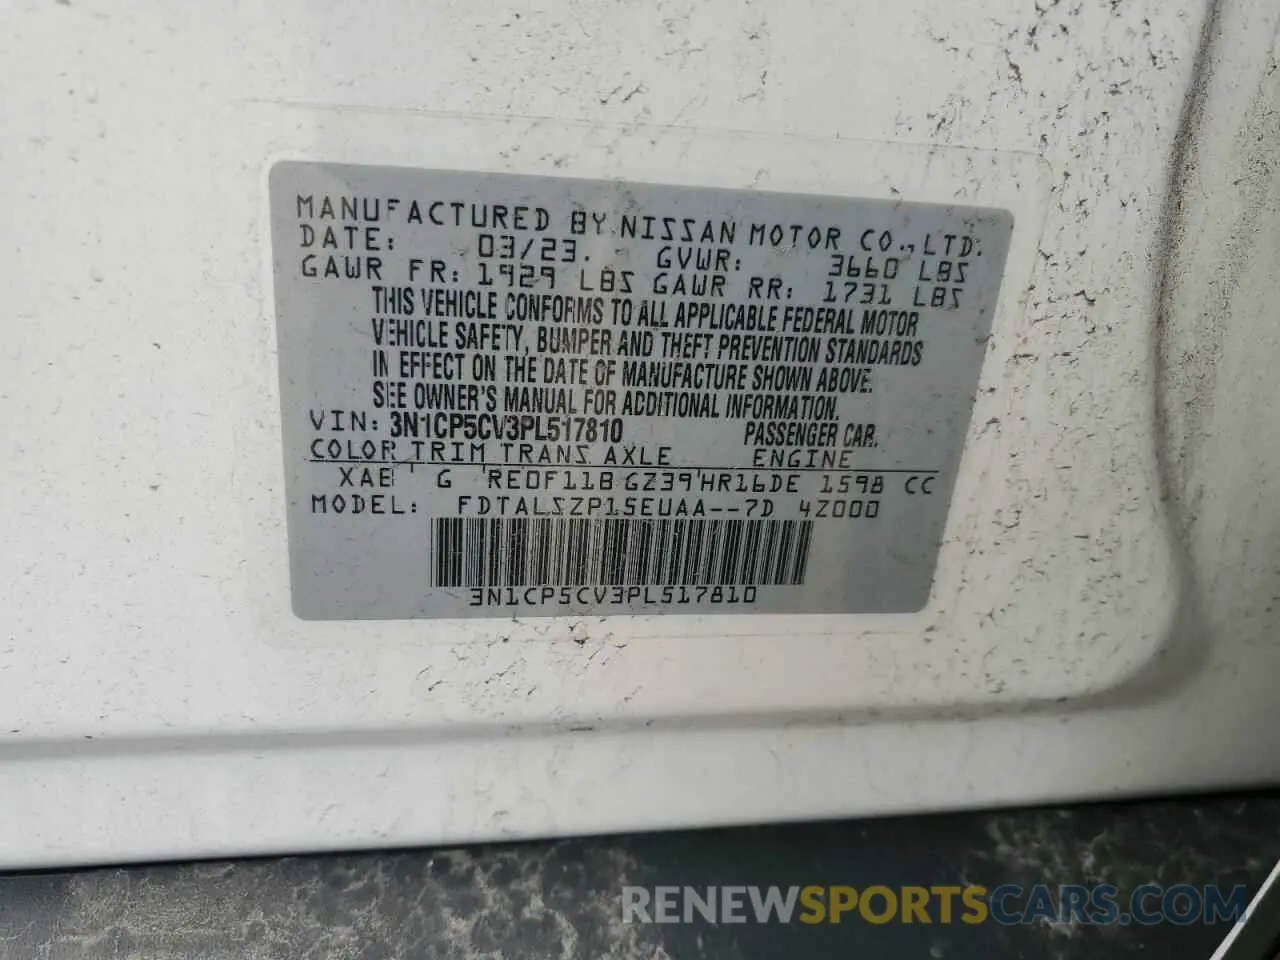 MANUFACTURED BY NISSAN MOTOR CO., LTD.
DATE: 03/23. GVWR: 3660 LBS
GAWR FR: 1929 LBS GAWR RR: 1731 LBS
THIS VEHICLE CONFORMS TO ALL APPLICABLE FEDERAL MOTOR
VEHICLE SAFETY, BUMPER AND THEFT PREVENTION STANDARDS
IN EFFECT ON THE DATE OF MANUFACTURE SHOWN ABOVE.
SEE OWNER'S MANUAL FOR ADDITIONAL INFORMATION.
VIN: 3N1CP5CV3PL517810 PASSENGER CAR.
COLOR TRIM TRANS AXLE ENGINE
XAB G RE0F11B GZ39 HR16DE 1598 CC
MODEL: FDTALSZP15EUAA--7D 4Z000
3N1CP5CV3PL517810
RENEWSPORTSCARS.COM